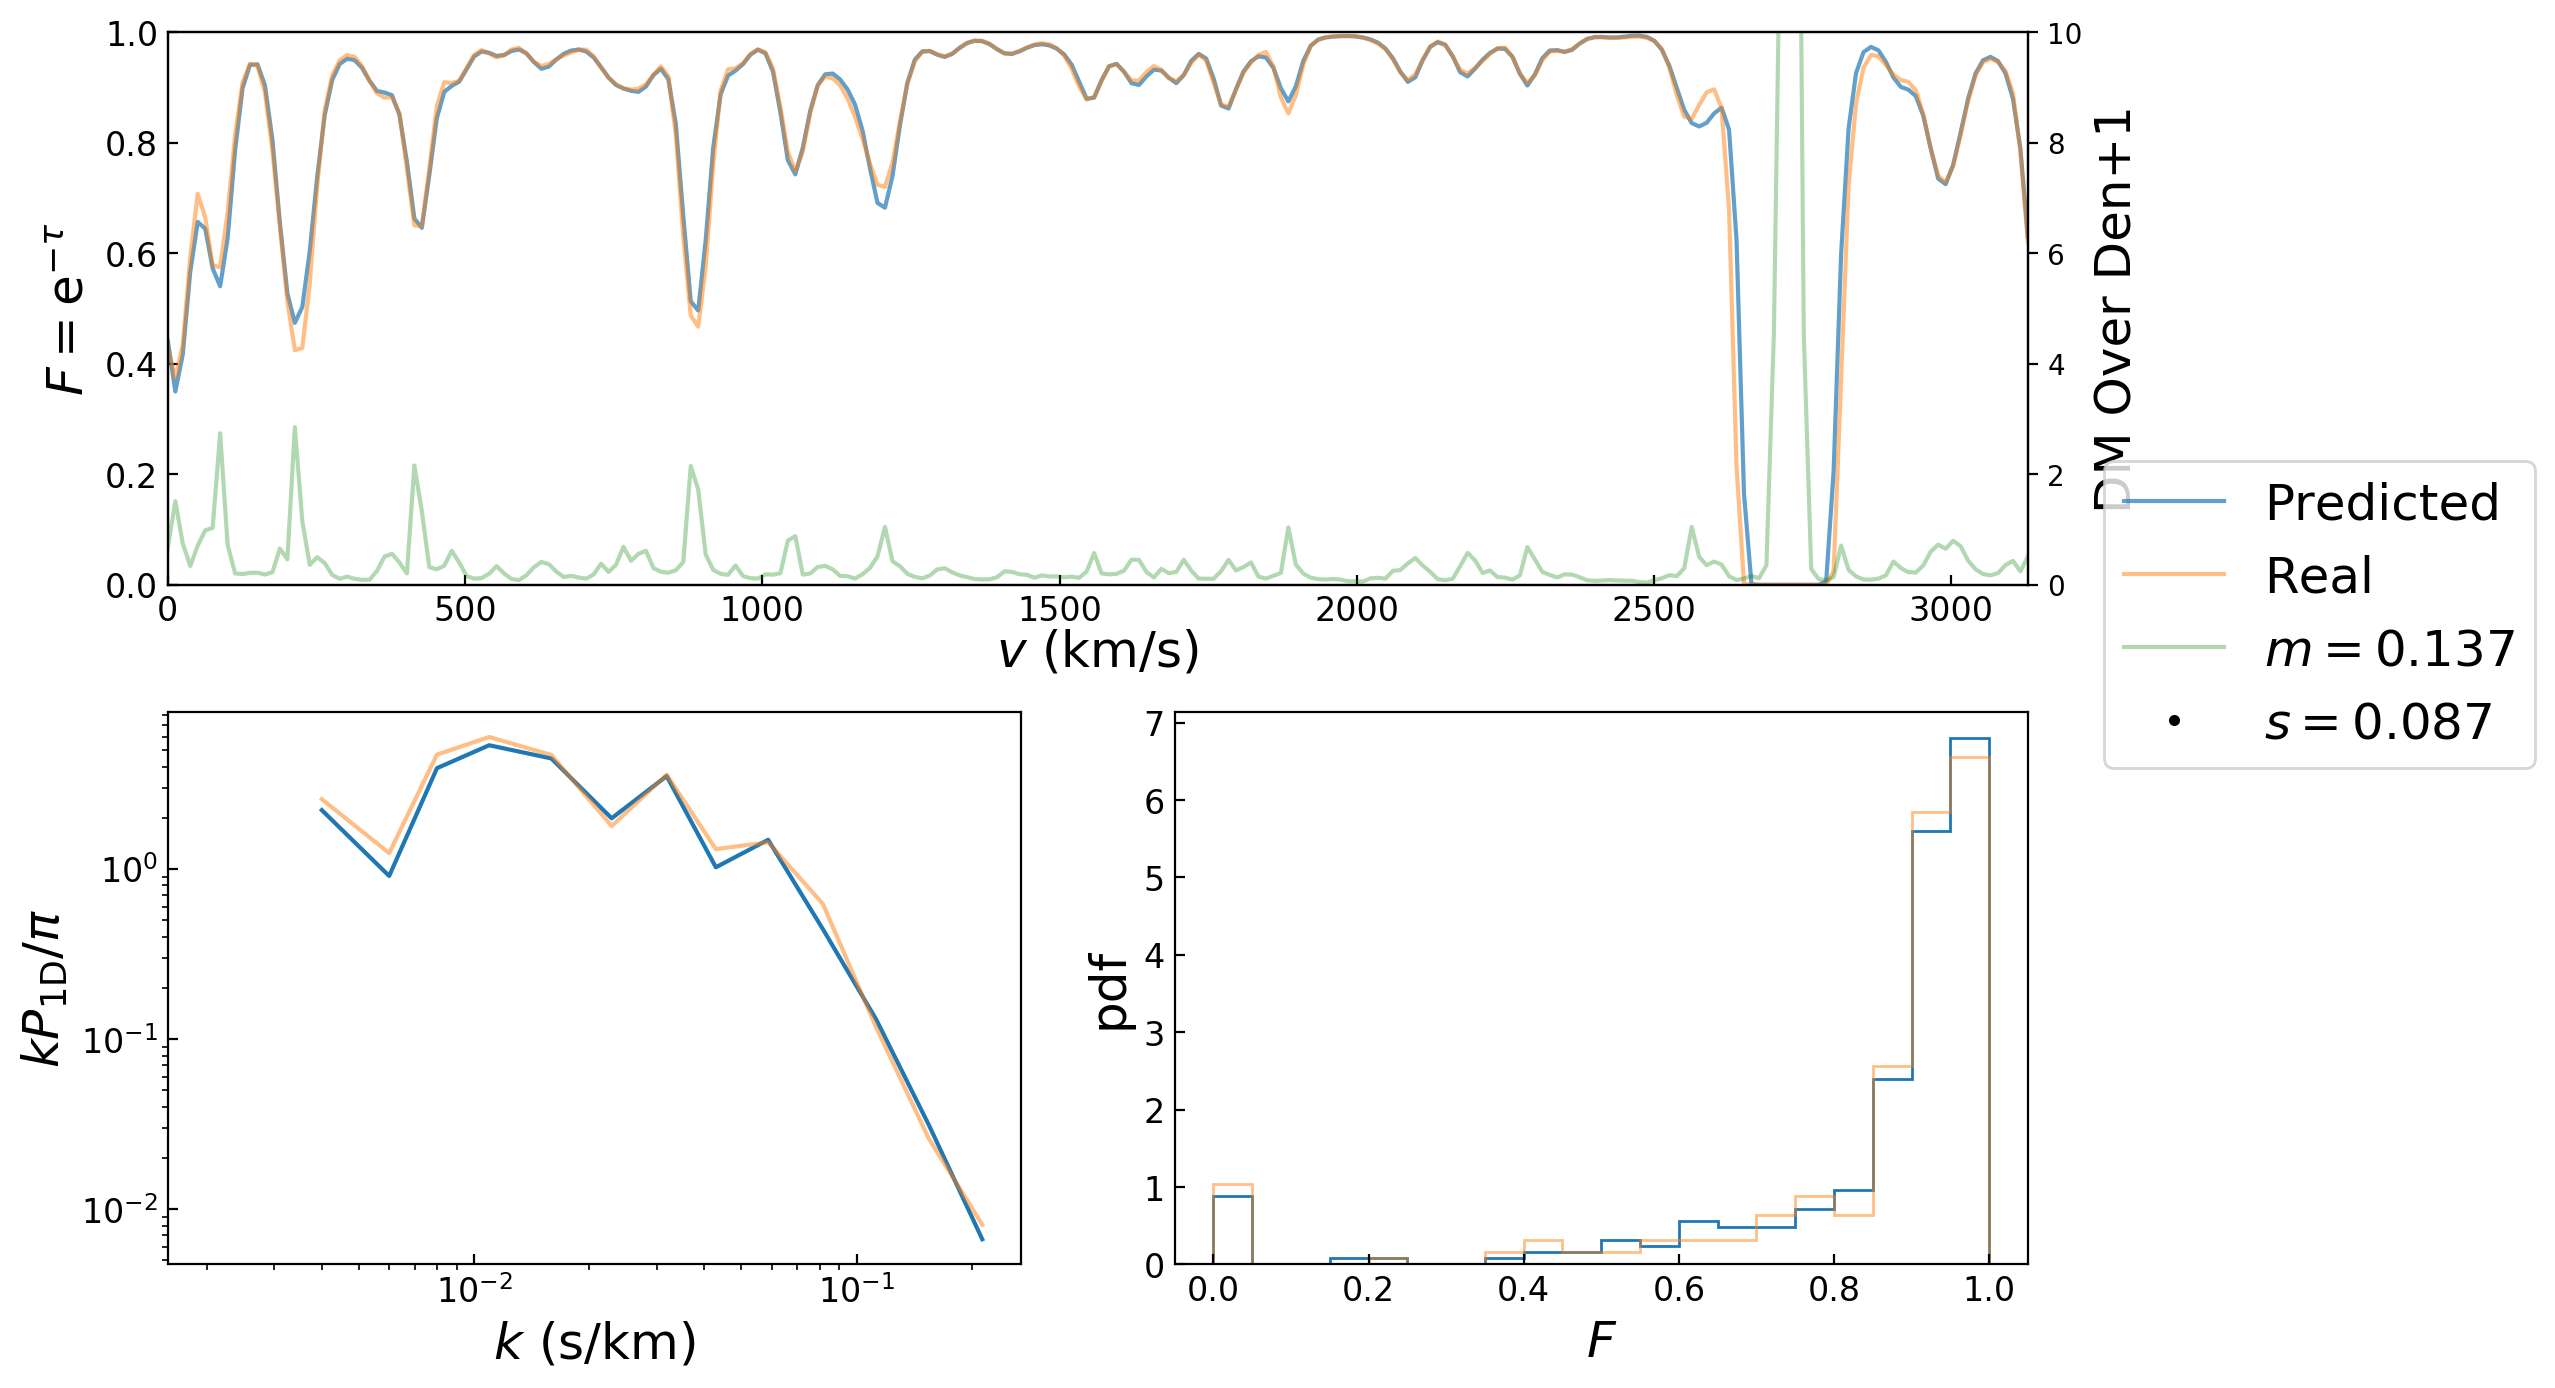 1.0
0.8
0.6
0.4
0.2
0.0
F = e^{-τ}
10
8
6
4
2
0
DM Over Den+1
0 500 1000 1500 2000 2500 3000
v (km/s)
Predicted
Real
m = 0.137
s = 0.087
10^0
10^{-1}
10^{-2}
kP_{1D}/π
10^{-2} 10^{-1}
k (s/km)
7
6
5
4
3
2
1
0
pdf
0.0 0.2 0.4 0.6 0.8 1.0
F